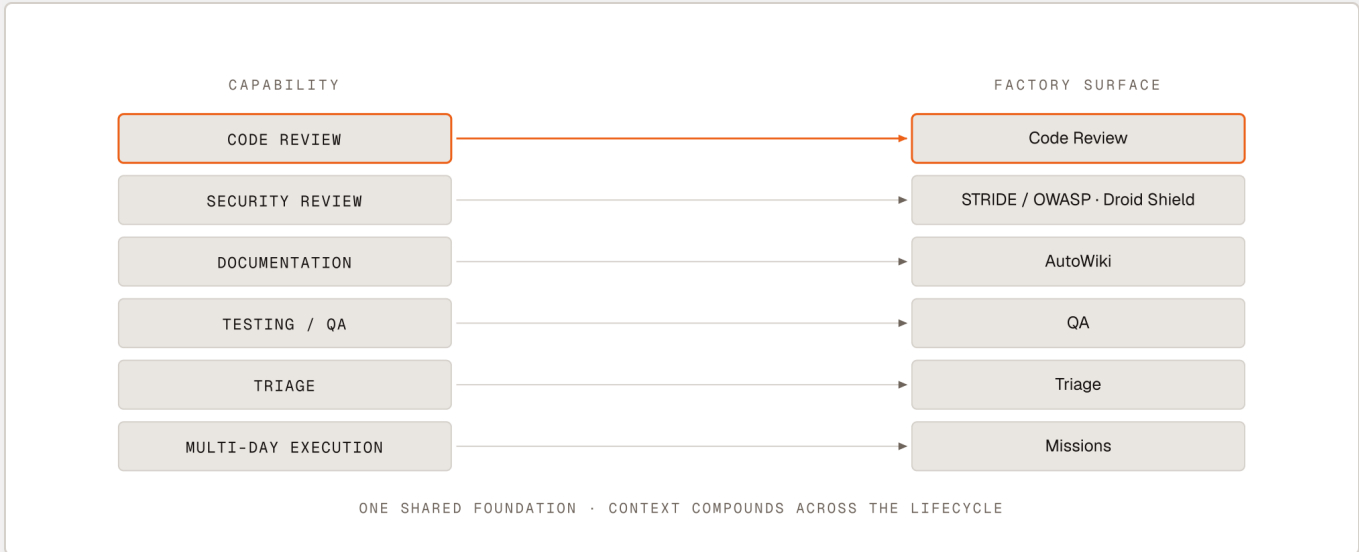 CAPABILITY
FACTORY SURFACE
CODE REVIEW
Code Review
SECURITY REVIEW
STRIDE / OWASP · Droid Shield
DOCUMENTATION
AutoWiki
TESTING / QA
QA
TRIAGE
Triage
MULTI-DAY EXECUTION
Missions
ONE SHARED FOUNDATION · CONTEXT COMPOUNDS ACROSS THE LIFECYCLE